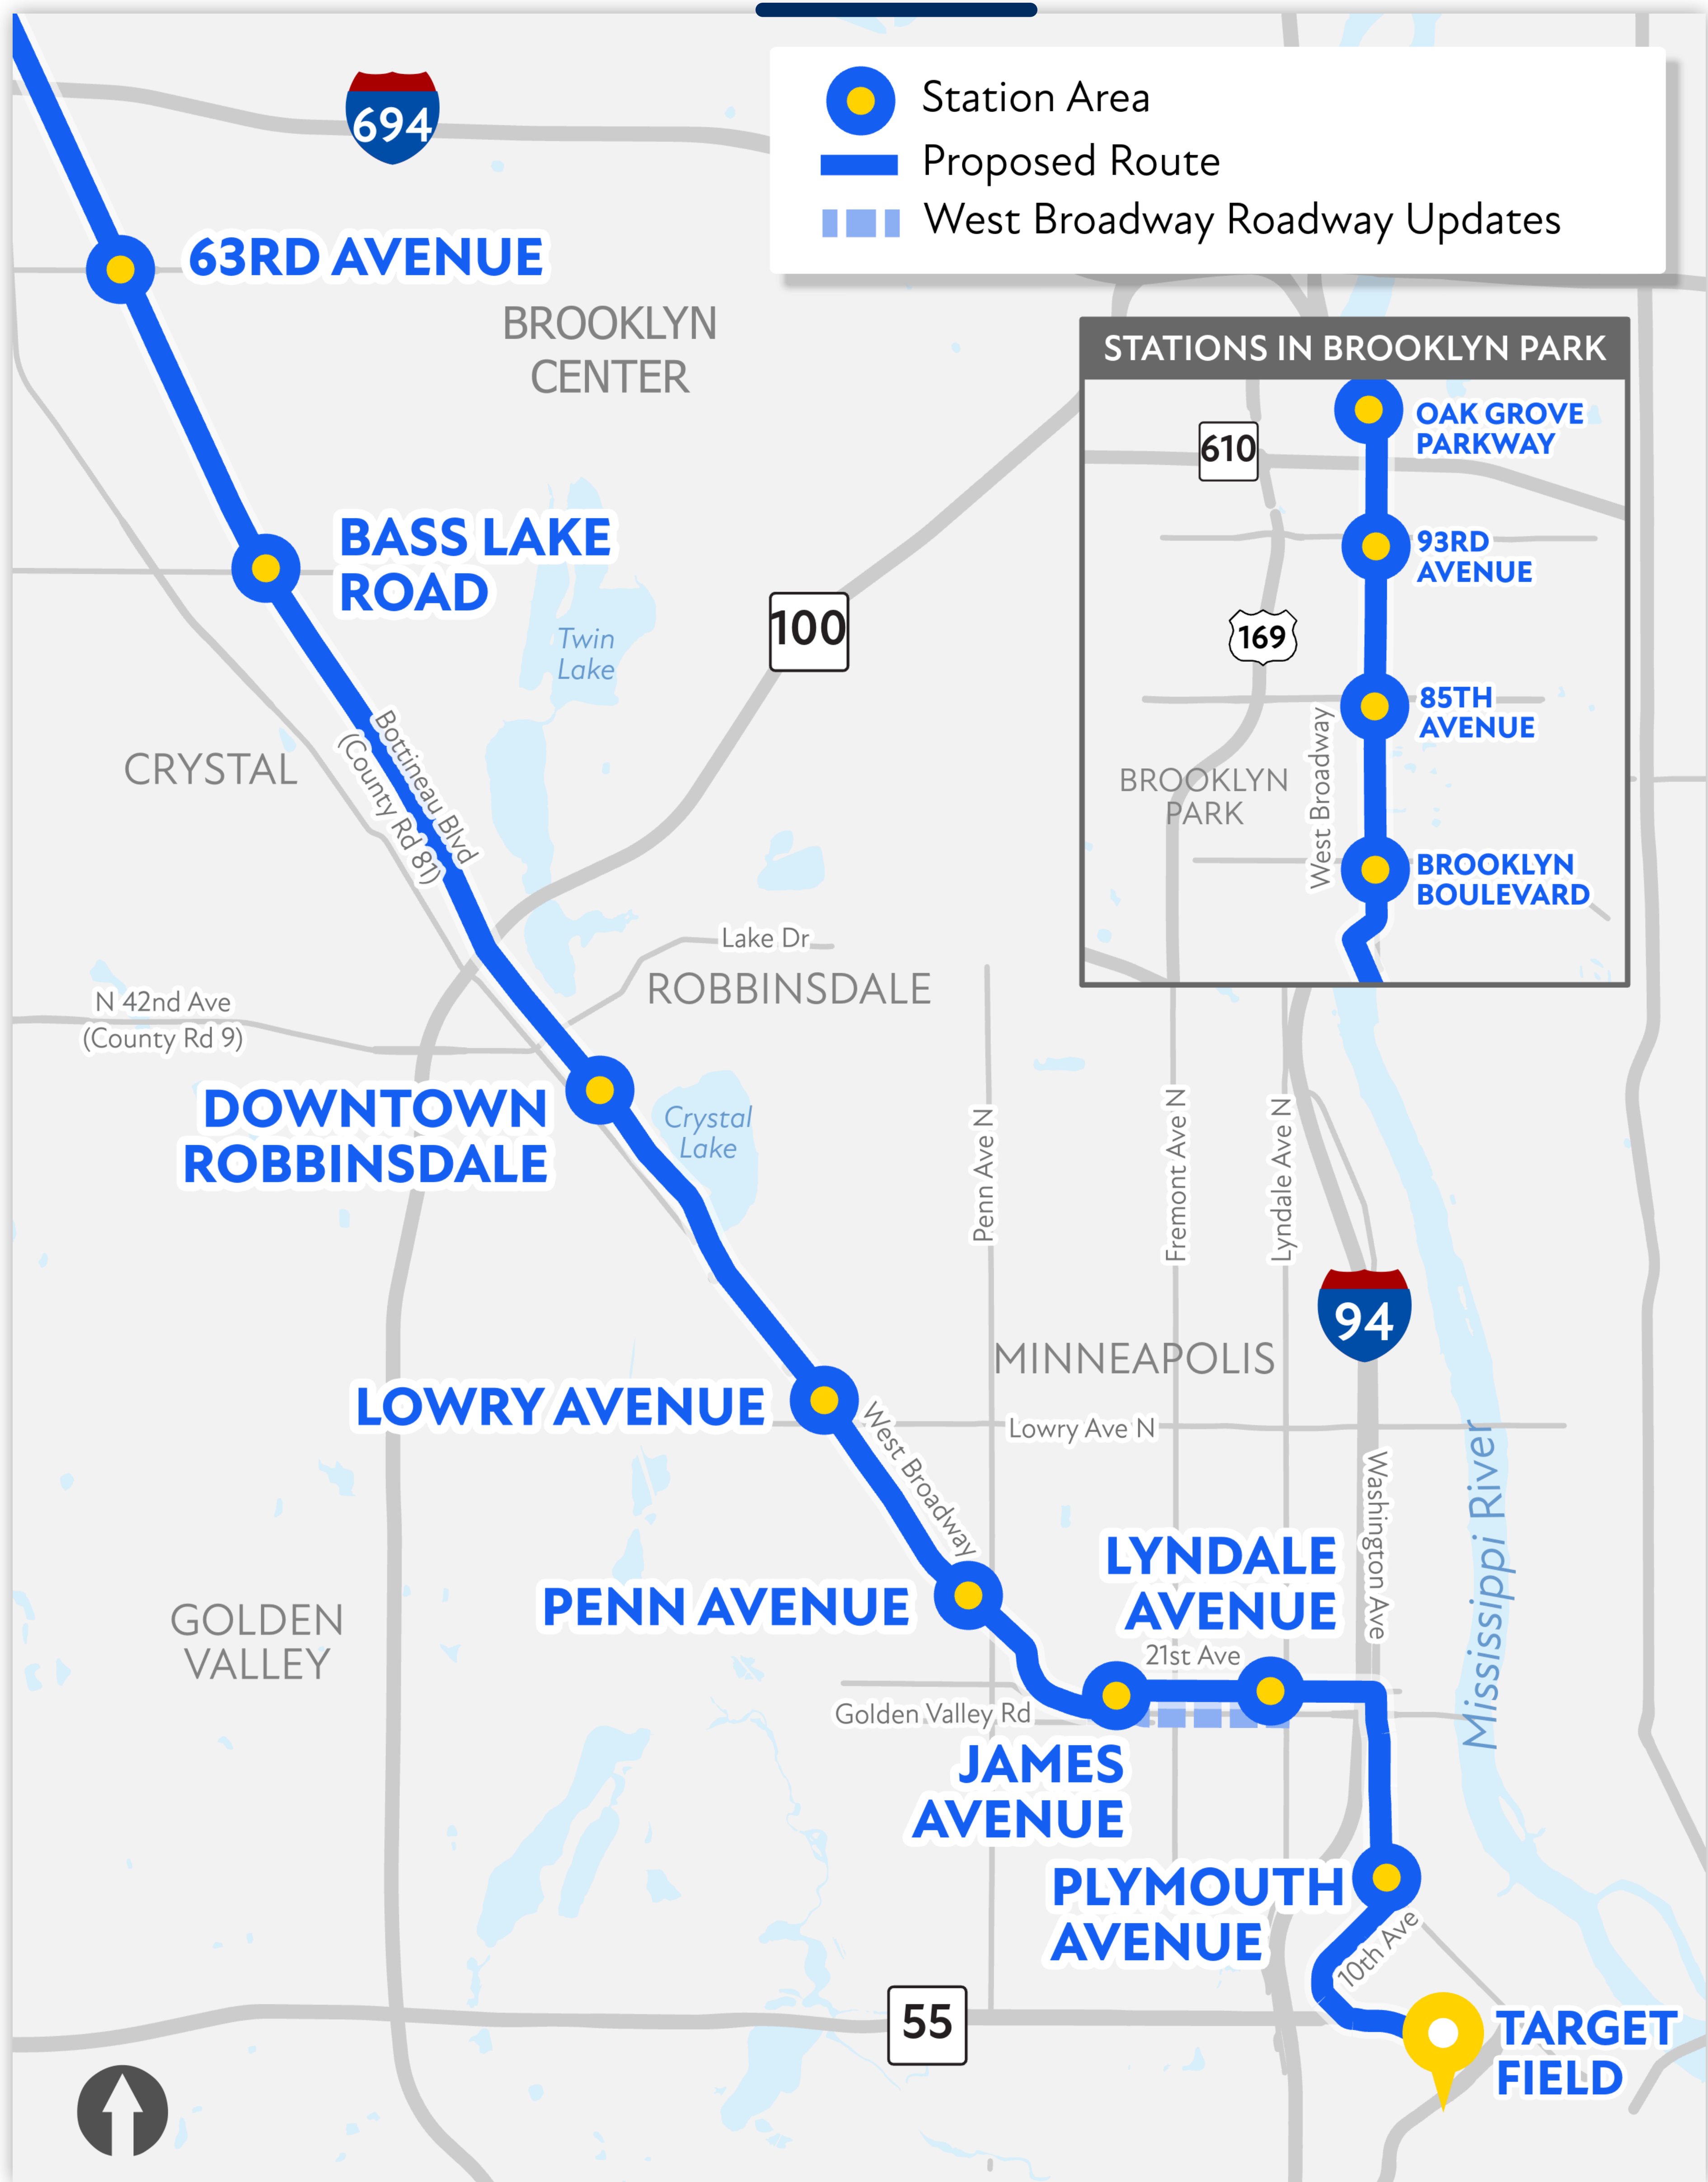 694
Station Area
Proposed Route
West Broadway Roadway Updates
63RD AVENUE
BROOKLYN
CENTER
STATIONS IN BROOKLYN PARK
OAK GROVE
PARKWAY
610
93RD
AVENUE
169
85TH
AVENUE
West Broadway
BROOKLYN
PARK
BROOKLYN
BOULEVARD
BASS LAKE
ROAD
Twin
Lake
100
CRYSTAL
Bottineau Blvd
(County Rd 81)
Lake Dr
ROBBINSDALE
N 42nd Ave
(County Rd 9)
DOWNTOWN
ROBBINSDALE
Crystal
Lake
Penn Ave N
Fremont Ave N
Lyndale Ave N
94
MINNEAPOLIS
LOWRY AVENUE
West Broadway
Lowry Ave N
Washington Ave
Mississippi River
LYNDALE
AVENUE
PENN AVENUE
GOLDEN
VALLEY
21st Ave
Golden Valley Rd
JAMES
AVENUE
PLYMOUTH
AVENUE
10th Ave
55
TARGET
FIELD